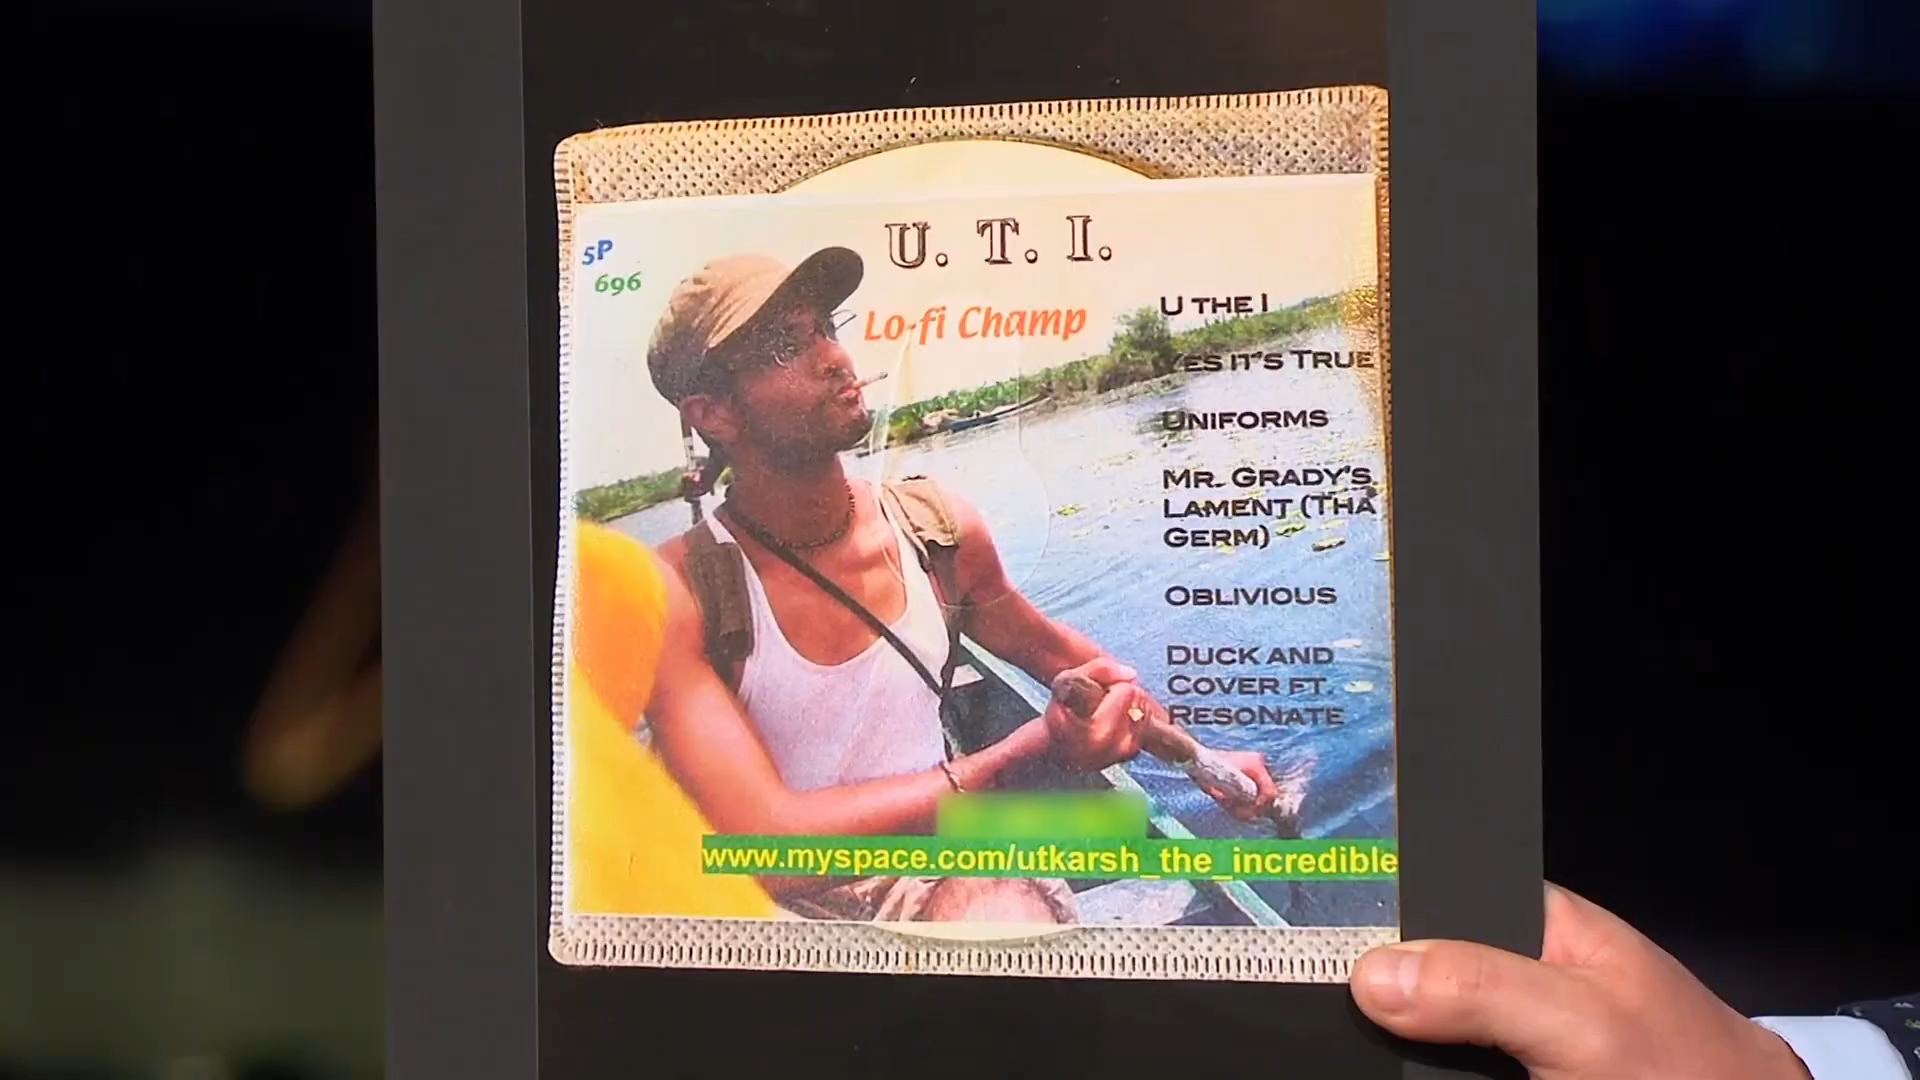 5P
696
U. T. I.
Lo-fi Champ
U THE I
YES IT'S TRUE
UNIFORMS
MR. GRADY'S
LAMENT (THA
GERM)
OBLIVIOUS
DUCK AND
COVER FT.
RESONATE
www.myspace.com/utkarsh_the_incredible